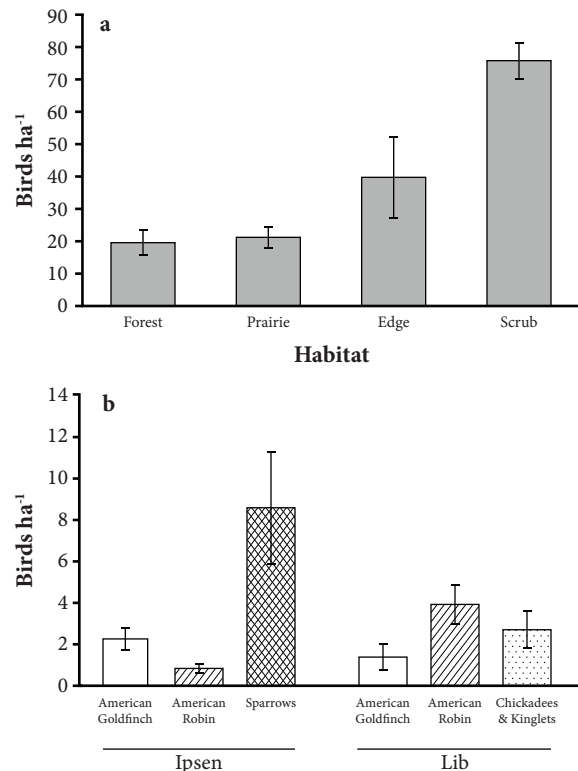 a
Birds ha⁻¹
90
80
70
60
50
40
30
20
10
0
Forest Prairie Edge Scrub
Habitat
b
Birds ha⁻¹
14
12
10
8
6
4
2
0
American Goldfinch
American Robin
Sparrows
American Goldfinch
American Robin
Chickadees & Kinglets
Ipsen Lib